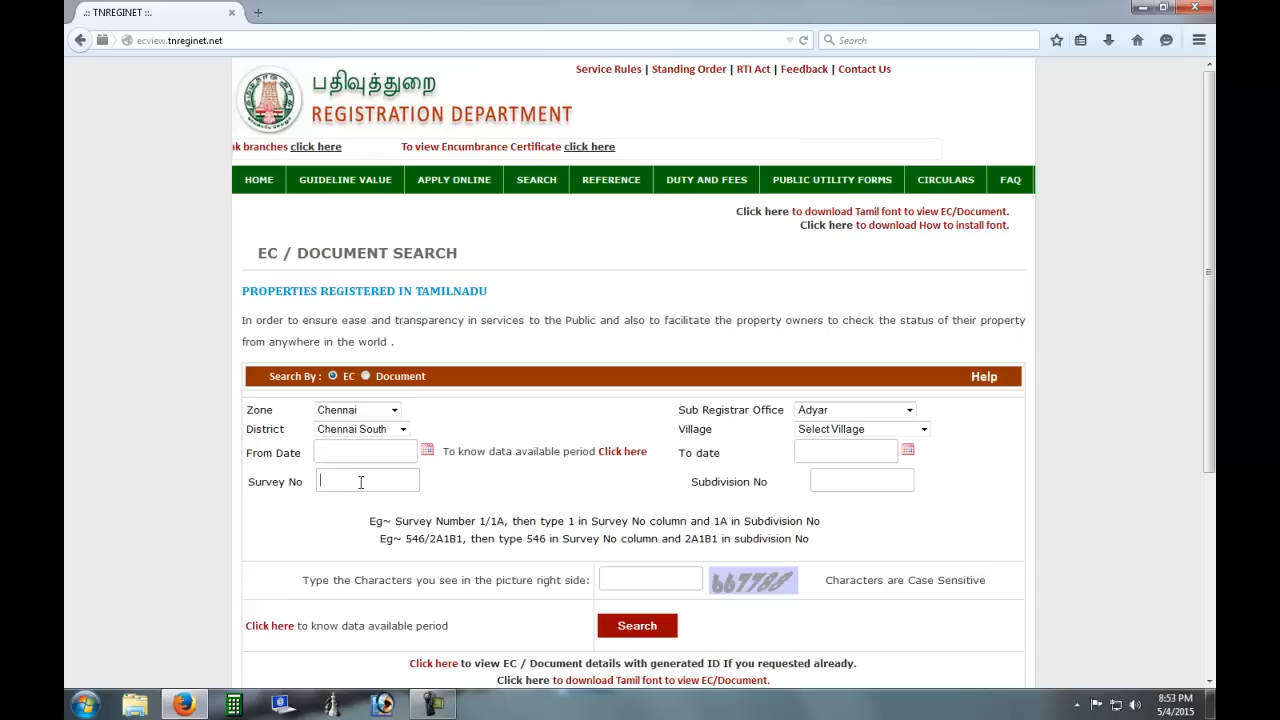 .:: TNREGINET ::.
ecview.tnreginet.net
Search
Service Rules | Standing Order | RTI Act | Feedback | Contact Us
பதிவுத்துறை
REGISTRATION DEPARTMENT
nk branches click here To view Encumbrance Certificate click here
HOME GUIDELINE VALUE APPLY ONLINE SEARCH REFERENCE DUTY AND FEES PUBLIC UTILITY FORMS CIRCULARS FAQ
Click here to download Tamil font to view EC/Document.
Click here to download How to install font.
EC / DOCUMENT SEARCH
PROPERTIES REGISTERED IN TAMILNADU
In order to ensure ease and transparency in services to the Public and also to facilitate the property owners to check the status of their property
from anywhere in the world .
Search By : EC Document Help
Zone Chennai Sub Registrar Office Adyar
District Chennai South Village Select Village
From Date To know data available period Click here To date
Survey No Subdivision No
Eg~ Survey Number 1/1A, then type 1 in Survey No column and 1A in Subdivision No
Eg~ 546/2A1B1, then type 546 in Survey No column and 2A1B1 in subdivision No
Type the Characters you see in the picture right side: 667788 Characters are Case Sensitive
Click here to know data available period Search
Click here to view EC / Document details with generated ID If you requested already.
Click here to download Tamil font to view EC/Document.
8:53 PM
5/4/2015